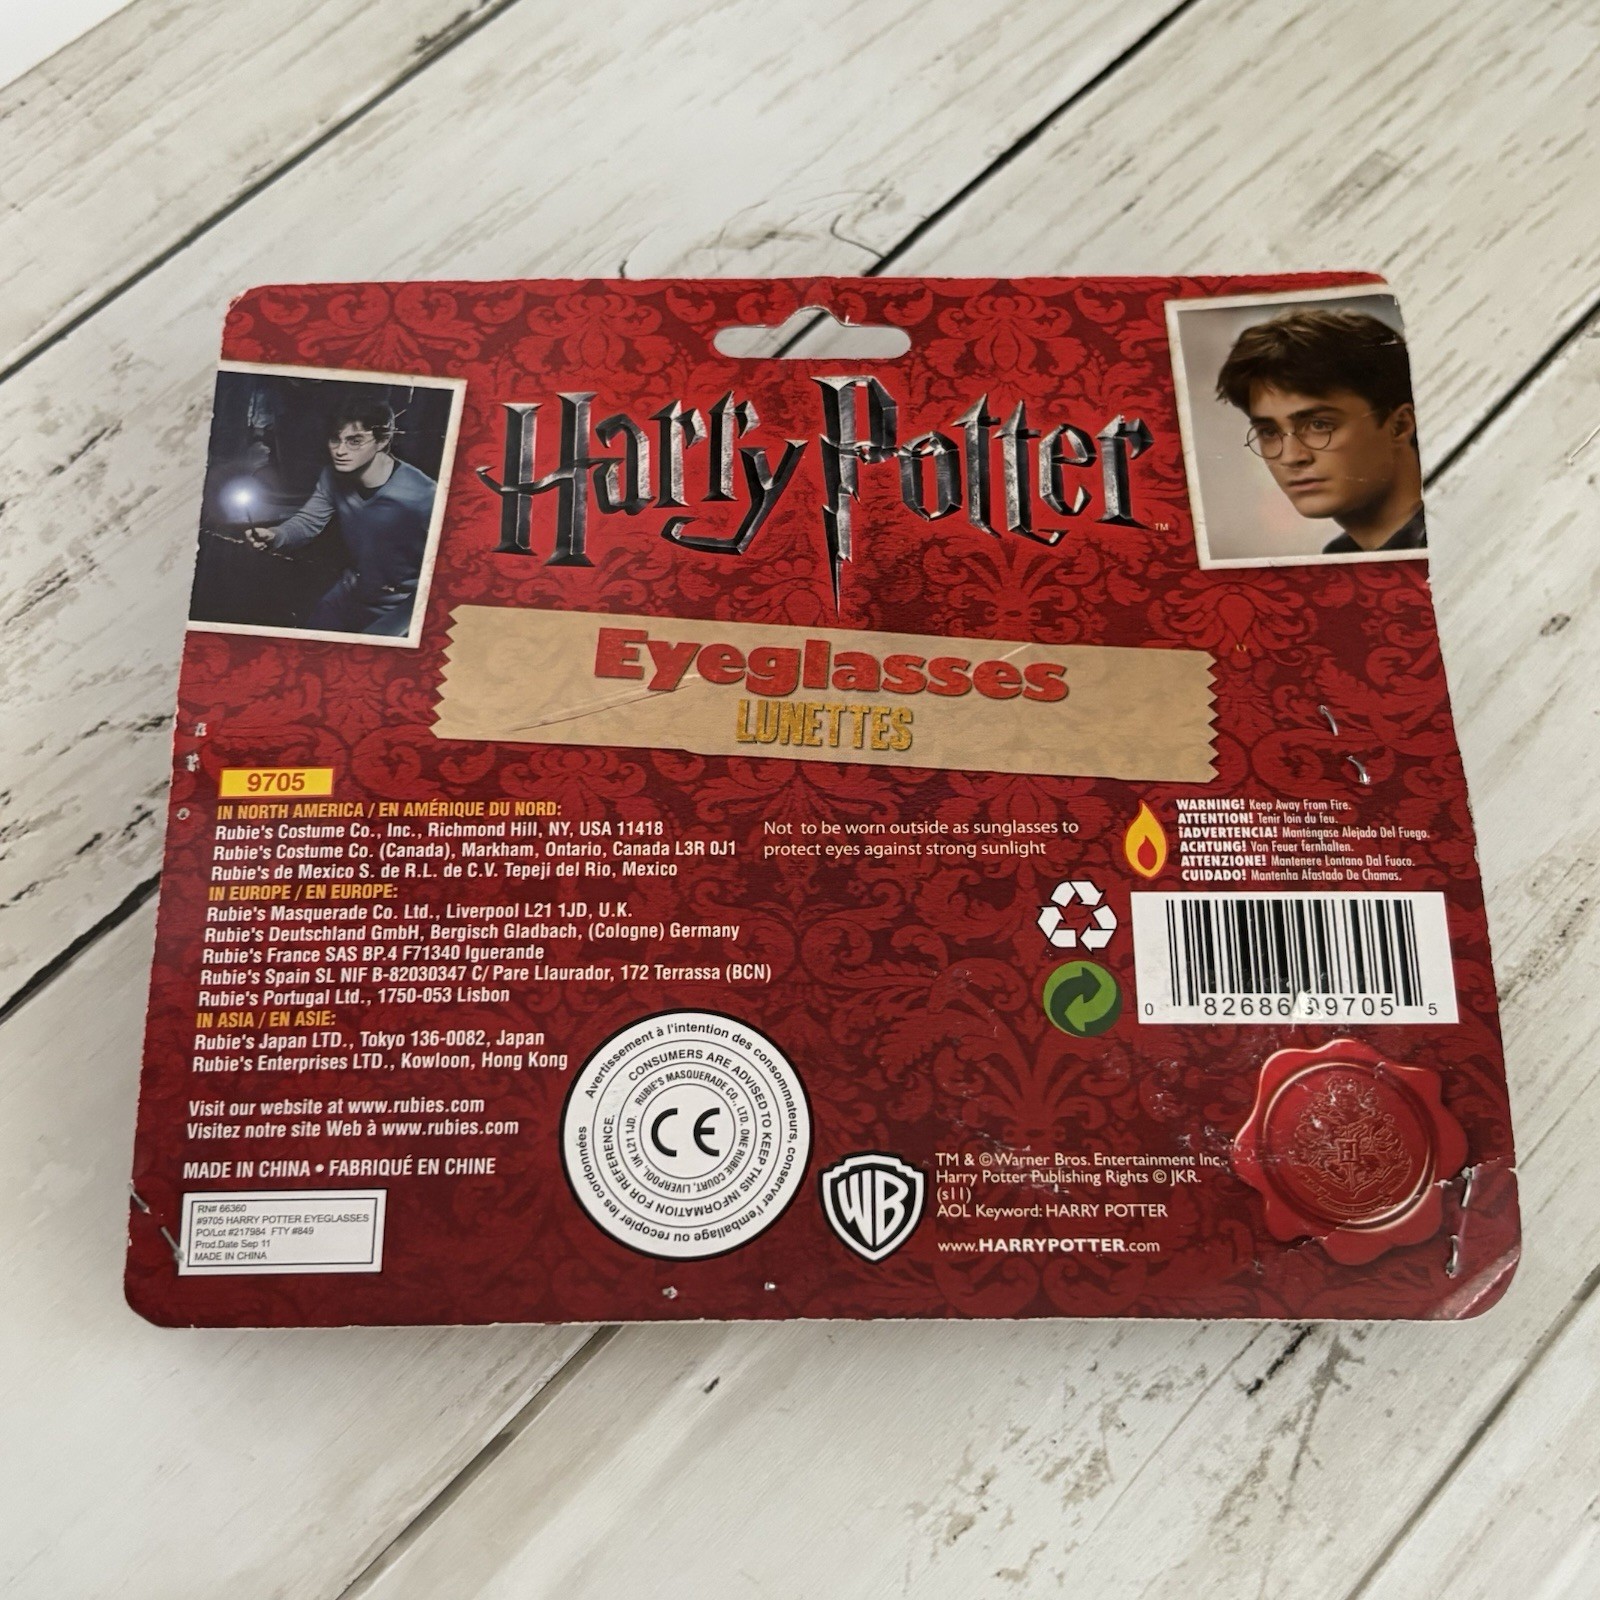 Harry Potter™
Eyeglasses
LUNETTES
9705
IN NORTH AMERICA / EN AMÉRIQUE DU NORD:
Rubie's Costume Co., Inc., Richmond Hill, NY, USA 11418
Rubie's Costume Co. (Canada), Markham, Ontario, Canada L3R 0J1
Rubie's de Mexico S. de R.L. de C.V. Tepeji del Rio, Mexico
IN EUROPE / EN EUROPE:
Rubie's Masquerade Co. Ltd., Liverpool L21 1JD, U.K.
Rubie's Deutschland GmbH, Bergisch Gladbach, (Cologne) Germany
Rubie's France SAS BP.4 F71340 Iguerande
Rubie's Spain SL NIF B-82030347 C/ Pare Llaurador, 172 Terrassa (BCN)
Rubie's Portugal Ltd., 1750-053 Lisbon
IN ASIA / EN ASIE:
Rubie's Japan LTD., Tokyo 136-0082, Japan
Rubie's Enterprises LTD., Kowloon, Hong Kong
Visit our website at www.rubies.com
Visitez notre site Web à www.rubies.com
MADE IN CHINA • FABRIQUÉ EN CHINE
RN# 66360
#9705 HARRY POTTER EYEGLASSES
PO/Lot #217984 FTY #849
Prod.Date Sep 11
MADE IN CHINA
Not to be worn outside as sunglasses to
protect eyes against strong sunlight
WARNING! Keep Away From Fire.
ATTENTION! Tenir loin du feu.
¡ADVERTENCIA! Manténgase Alejado Del Fuego.
ACHTUNG! Von Feuer fernhalten.
ATTENZIONE! Mantenere Lontano Dal Fuoco.
CUIDADO! Mantenha Afastado De Chamas.
0 82686 09705 5
Avertissement à l'intention des consommateurs, conserver l'emballage ou recopier les cordonnées
CONSUMERS ARE ADVISED TO KEEP THIS INFORMATION FOR REFERENCE.
RUBIE'S MASQUERADE CO., LTD. ONE RUBIE COURT, LIVERPOOL, UK L21 1JD.
CE
WB
TM & © Warner Bros. Entertainment Inc.
Harry Potter Publishing Rights © JKR.
(s11)
AOL Keyword: HARRY POTTER
www.HARRYPOTTER.com
H